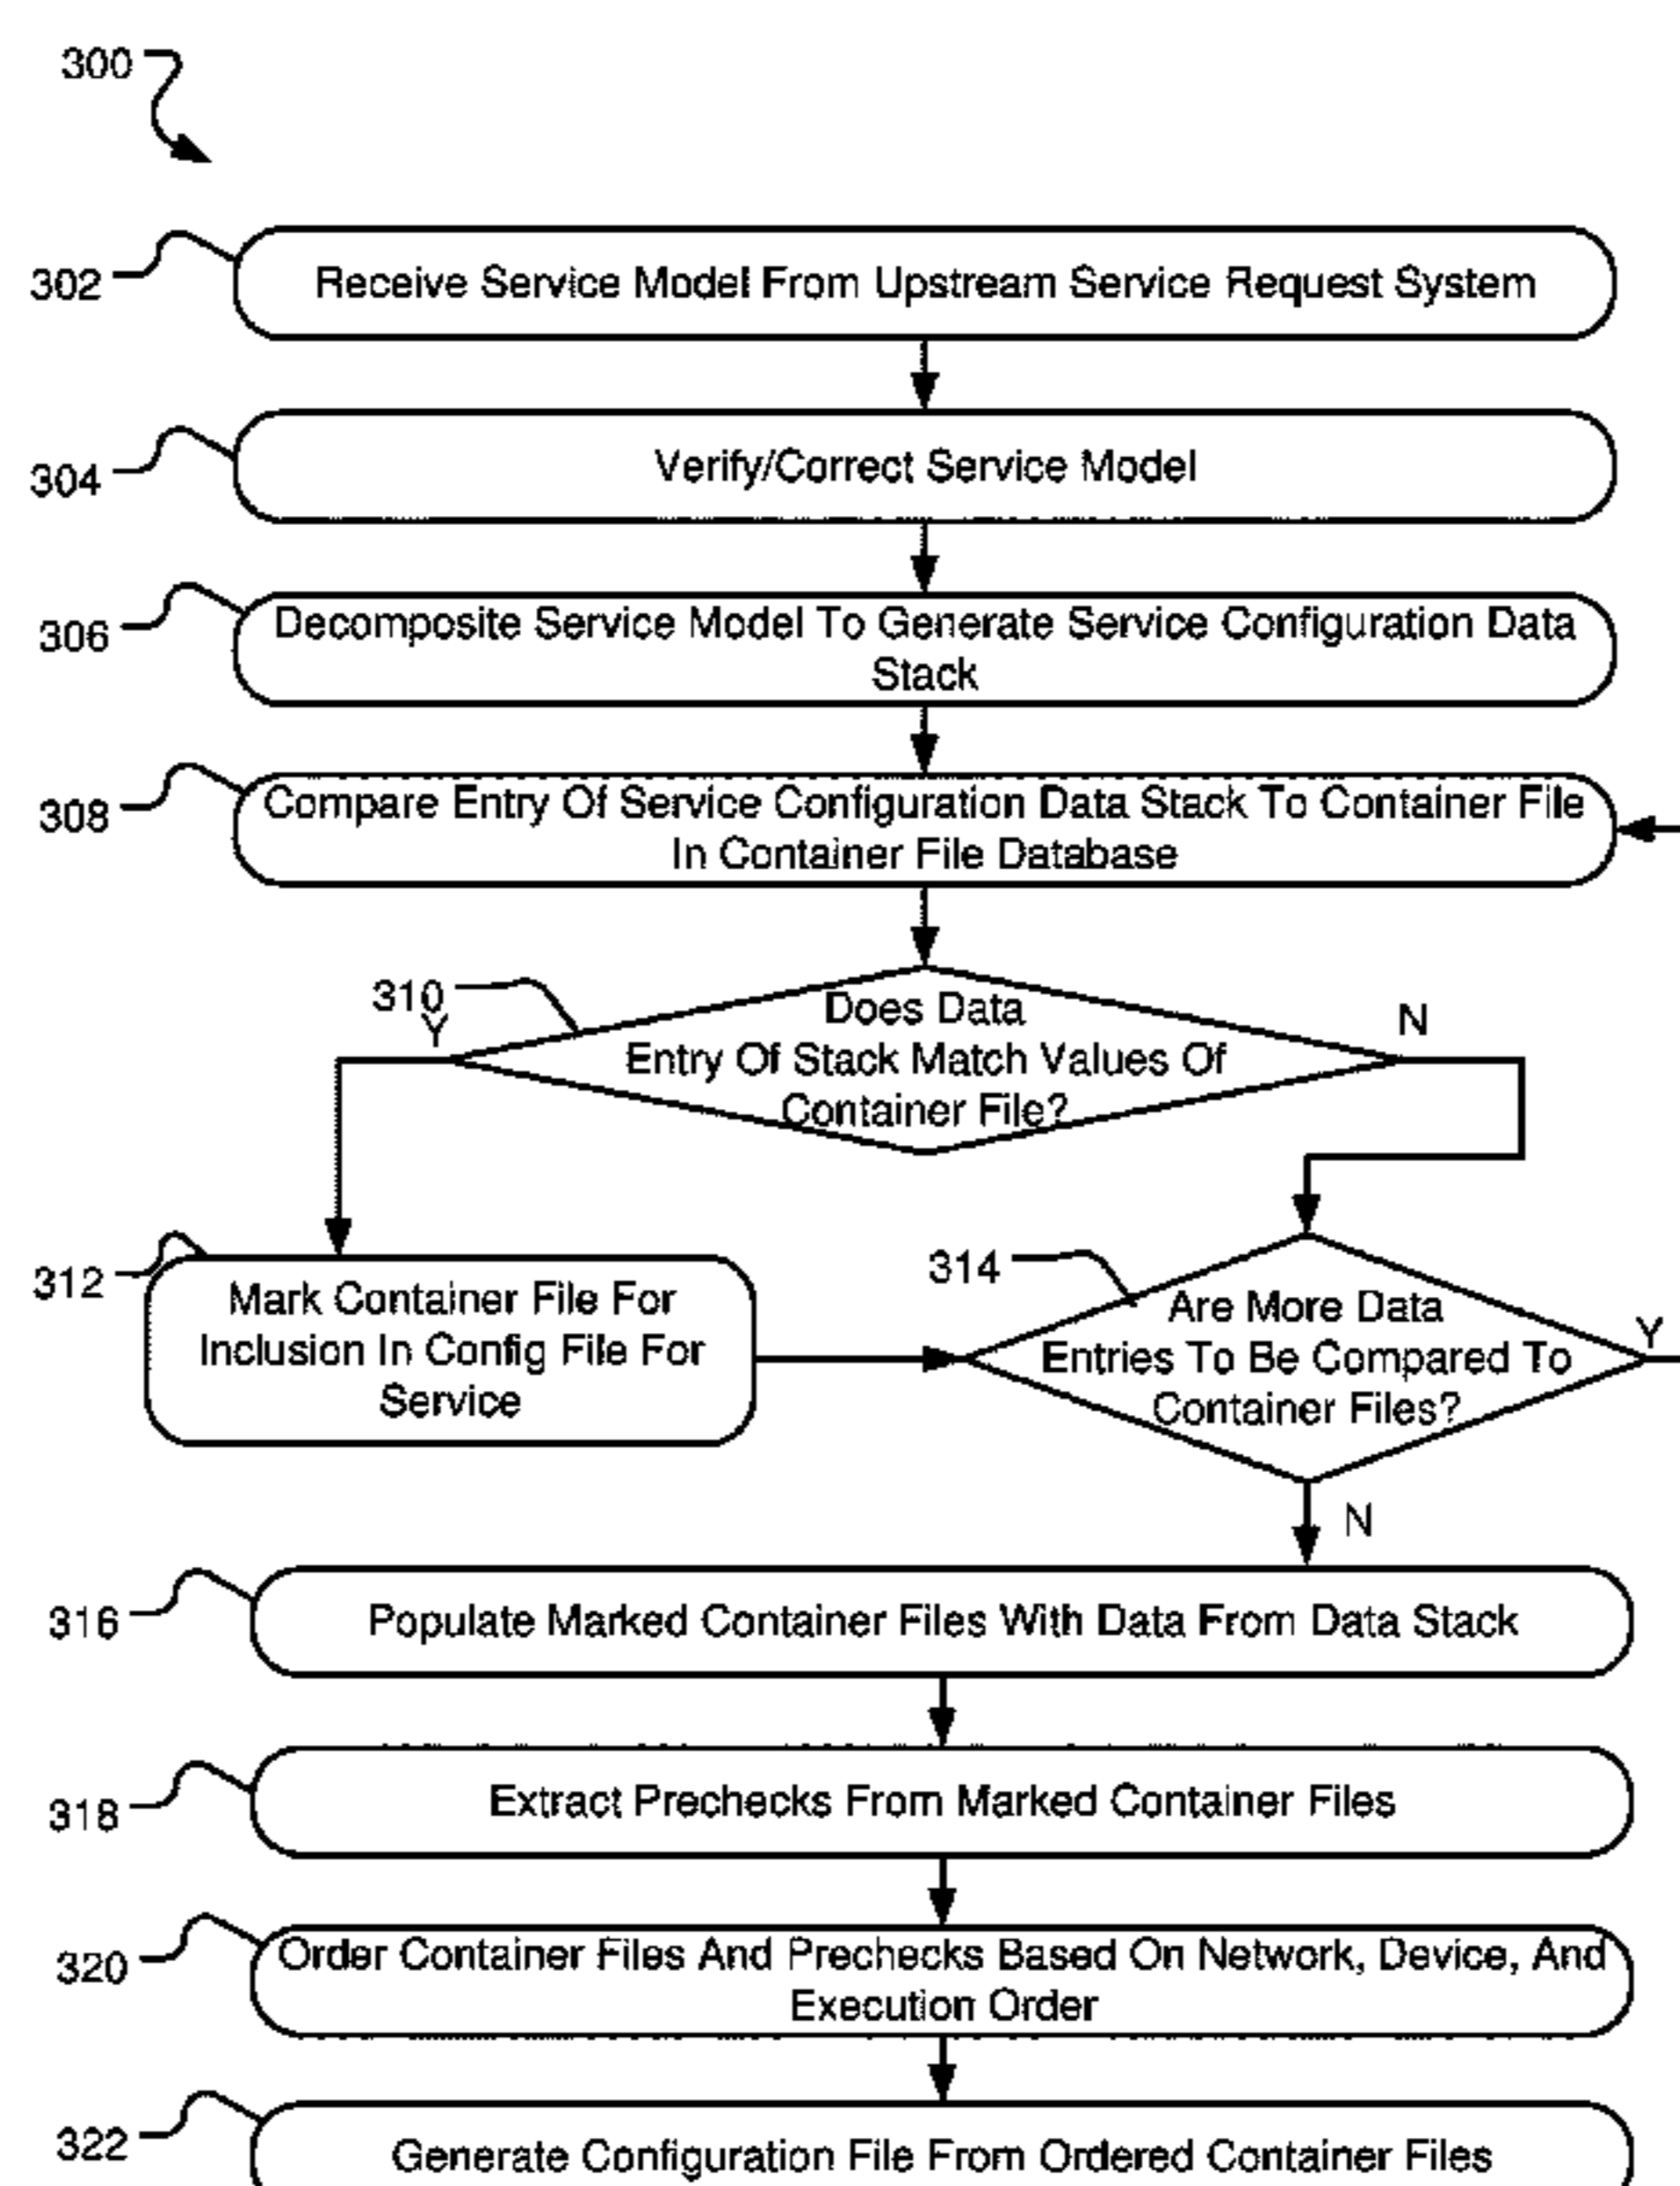 300
302
Receive Service Model From Upstream Service Request System
304
Verify/Correct Service Model
306
Decomposite Service Model To Generate Service Configuration Data
Stack
308
Compare Entry Of Service Configuration Data Stack To Container File
In Container File Database
310
Y
Does Data
Entry Of Stack Match Values Of
Container File?
N
312
Mark Container File For
Inclusion In Config File For
Service
314
Are More Data
Entries To Be Compared To
Container Files?
Y
N
316
Populate Marked Container Files With Data From Data Stack
318
Extract Prechecks From Marked Container Files
320
Order Container Files And Prechecks Based On Network, Device, And
Execution Order
322
Generate Configuration File From Ordered Container Files